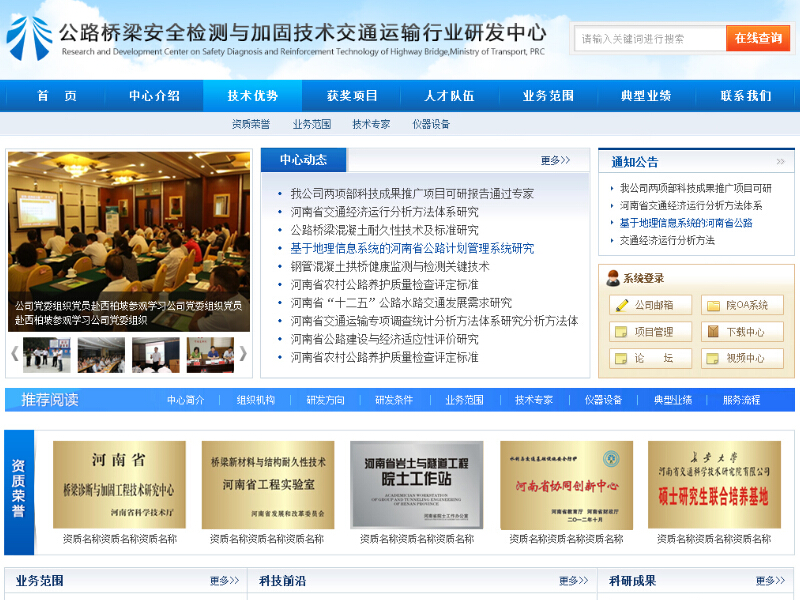 公路桥梁安全检测与加固技术交通运输行业研发中心
Research and Development Center on Safety Diagnosis and Reinforcement Technology of Highway Bridge,Ministry of Transport, PRC
请输入关键词进行搜索
在线查询
首 页 中心介绍 技术优势 获奖项目 人才队伍 业务范围 典型业绩 联系我们
资质荣誉 业务范围 技术专家 仪器设备
公司党委组织党员赴西柏坡参观学习公司党委组织党员
赴西柏坡参观学习公司党委组织
中心动态 更多>>
• 我公司两项部科技成果推广项目可研报告通过专家
• 河南省交通经济运行分析方法体系研究
• 公路桥梁混凝土耐久性技术及标准研究
• 基于地理信息系统的河南省公路计划管理系统研究
• 钢管混凝土拱桥健康监测与检测关键技术
• 河南省农村公路养护质量检查评定标准
• 河南省“十二五”公路水路交通发展需求研究
• 河南省交通运输专项调查统计分析方法体系研究分析方法体
• 河南省公路建设与经济适应性评价研究
• 河南省农村公路养护质量检查评定标准
通知公告 >>
我公司两项部科技成果推广项目可研
河南省交通经济运行分析方法体系
基于地理信息系统的河南省公路
交通经济运行分析方法
系统登录
公司邮箱 院OA系统
项目管理 下载中心
论 坛 视频中心
推荐阅读 中心简介 组织机构 研发方向 研发条件 业务范围 技术专家 仪器设备 典型业绩 服务流程
资质荣誉
河南省
桥梁诊断与加固工程技术研究中心
河南省科学技术厅
桥梁新材料与结构耐久性技术
河南省工程实验室
河南省发展和改革委员会
河南省岩土与隧道工程
院士工作站
ACADEMICIAN WORKSTATION
OF GEOTECH AND TUNNELING ENGINEERING
OF HENAN PROVINCE
河南省院士工作办公室
河南省协同创新中心
河南省教育厅 河南省财政厅
二〇一二年十月
长安大学
河南省交通科学技术研究院有限公司
硕士研究生联合培养基地
资质名称资质名称资质名称
资质名称资质名称资质名称
资质名称资质名称资质名称
资质名称资质名称资质名称
资质名称资质名称资质名称
业务范围 更多>>
科技前沿 更多>>
科研成果 更多>>